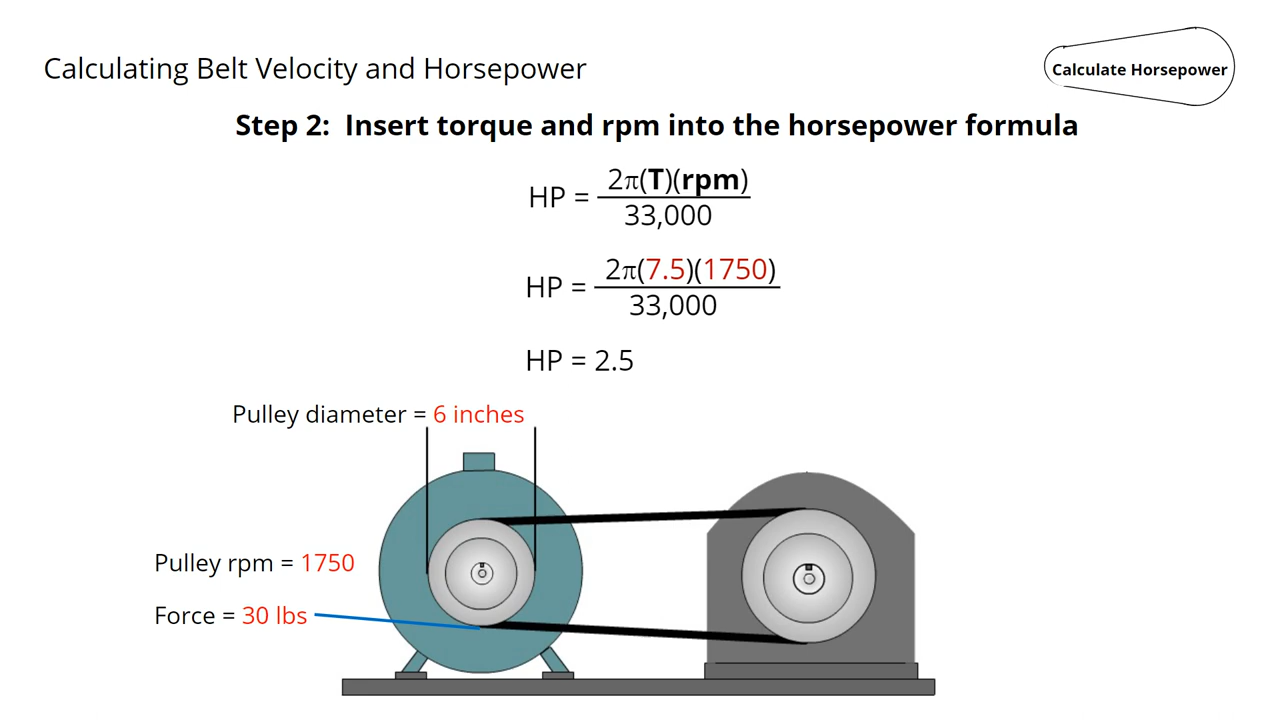 Calculating Belt Velocity and Horsepower
Calculate Horsepower
Step 2: Insert torque and rpm into the horsepower formula
HP = 2π(T)(rpm)
33,000
HP = 2π(7.5)(1750)
33,000
HP = 2.5
Pulley diameter = 6 inches
Pulley rpm = 1750
Force = 30 lbs